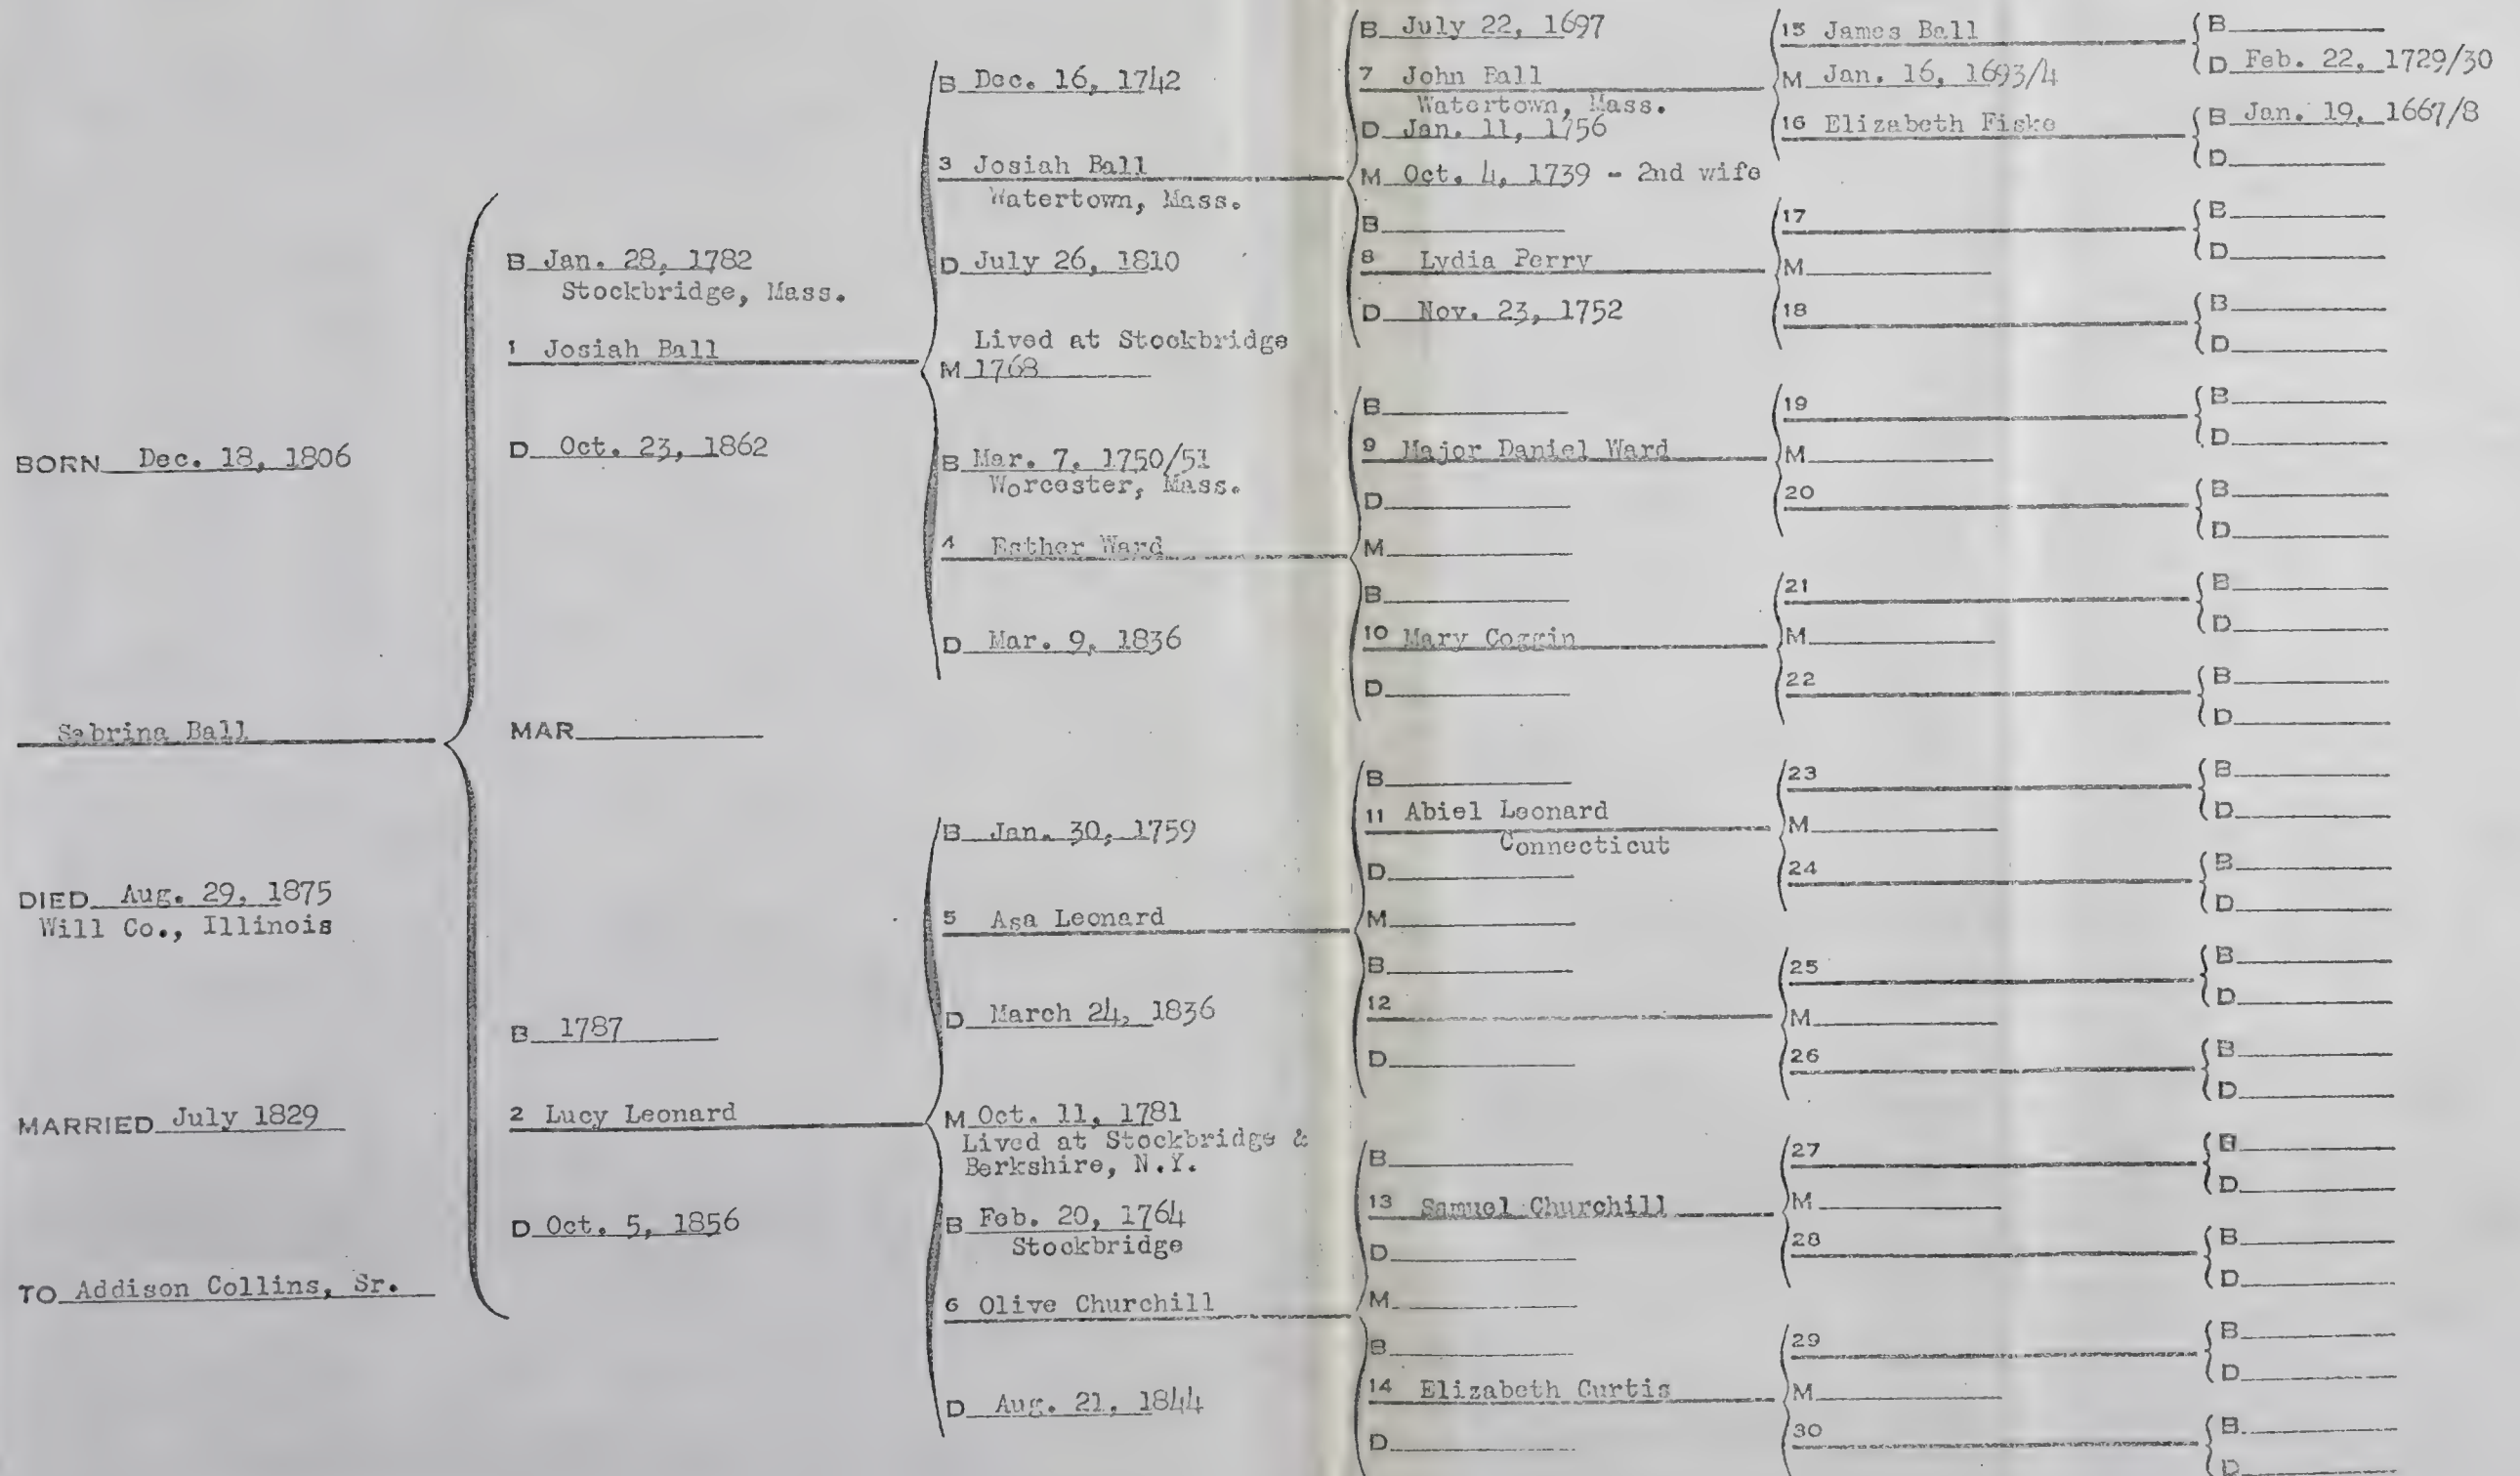 BORN Dec. 18, 1806
Sabrina Ball
DIED Aug. 29, 1875
Will Co., Illinois
MARRIED July 1829
TO Addison Collins, Sr.
B Jan. 28, 1782
Stockbridge, Mass.
1 Josiah Ball
D Oct. 23, 1862
MAR
B 1787
2 Lucy Leonard
D Oct. 5, 1856
B Dec. 16, 1742
3 Josiah Ball
Watertown, Mass.
D July 26, 1810
Lived at Stockbridge
M 1768
B Mar. 7, 1750/51
Worcester, Mass.
4 Esther Ward
D Mar. 9, 1836
B Jan. 30, 1759
5 Asa Leonard
D March 24, 1836
M Oct. 11, 1781
Lived at Stockbridge &
Berkshire, N.Y.
B Feb. 20, 1764
Stockbridge
6 Olive Churchill
D Aug. 21, 1844
B July 22, 1697
7 John Ball
Watertown, Mass.
D Jan. 11, 1756
M Oct. 4, 1739 - 2nd wife
B
8 Lydia Perry
D Nov. 23, 1752
B
9 Major Daniel Ward
D
M
B
10 Mary Coggin
D
B
11 Abiel Leonard
Connecticut
D
M
B
12
D
B
13 Samuel Churchill
D
M
B
14 Elizabeth Curtis
D
15 James Ball
M Jan. 16, 1693/4
16 Elizabeth Fiske
17
M
18
19
M
20
21
M
22
23
M
24
25
M
26
27
M
28
29
M
30
B
D Feb. 22, 1729/30
B Jan. 19, 1667/8
D
B
D
B
D
B
D
B
D
B
D
B
D
B
D
B
D
B
D
B
D
B
D
B
D
B
D
B
D